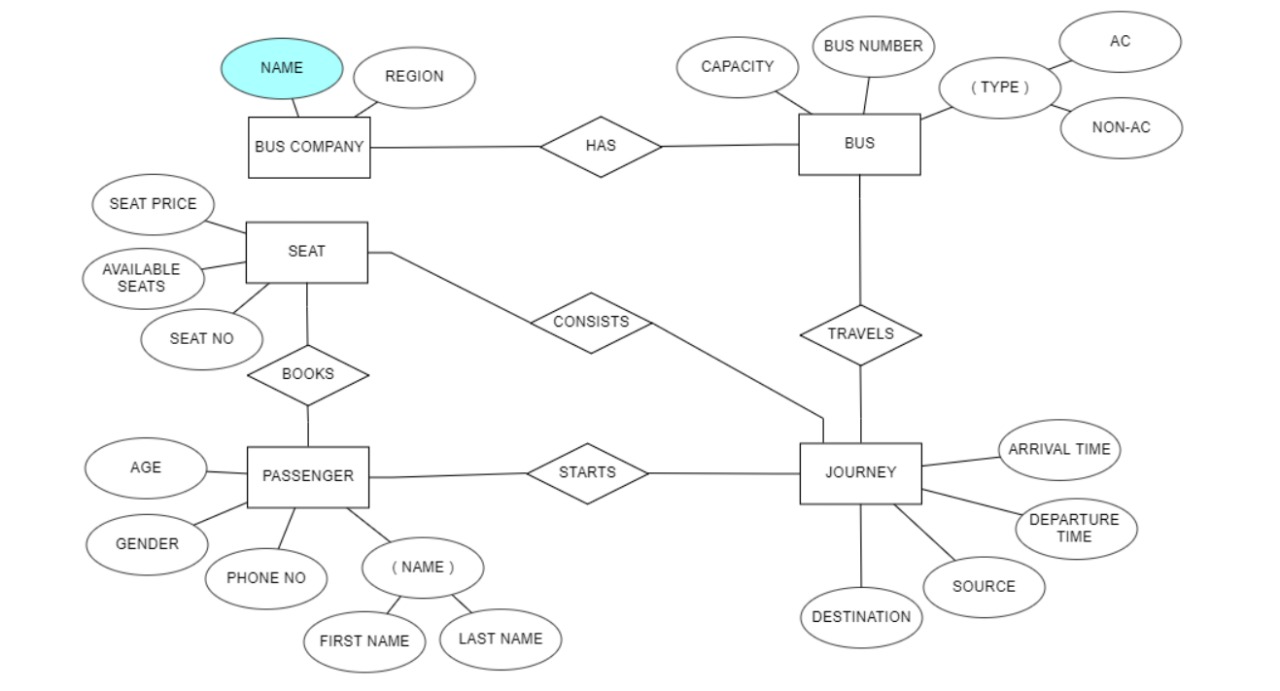 NAME
REGION
BUS COMPANY
HAS
CAPACITY
BUS NUMBER
( TYPE )
AC
NON-AC
BUS
SEAT PRICE
AVAILABLE
SEATS
SEAT NO
SEAT
CONSISTS
TRAVELS
BOOKS
AGE
GENDER
PHONE NO
PASSENGER
( NAME )
FIRST NAME
LAST NAME
STARTS
JOURNEY
ARRIVAL TIME
DEPARTURE
TIME
SOURCE
DESTINATION